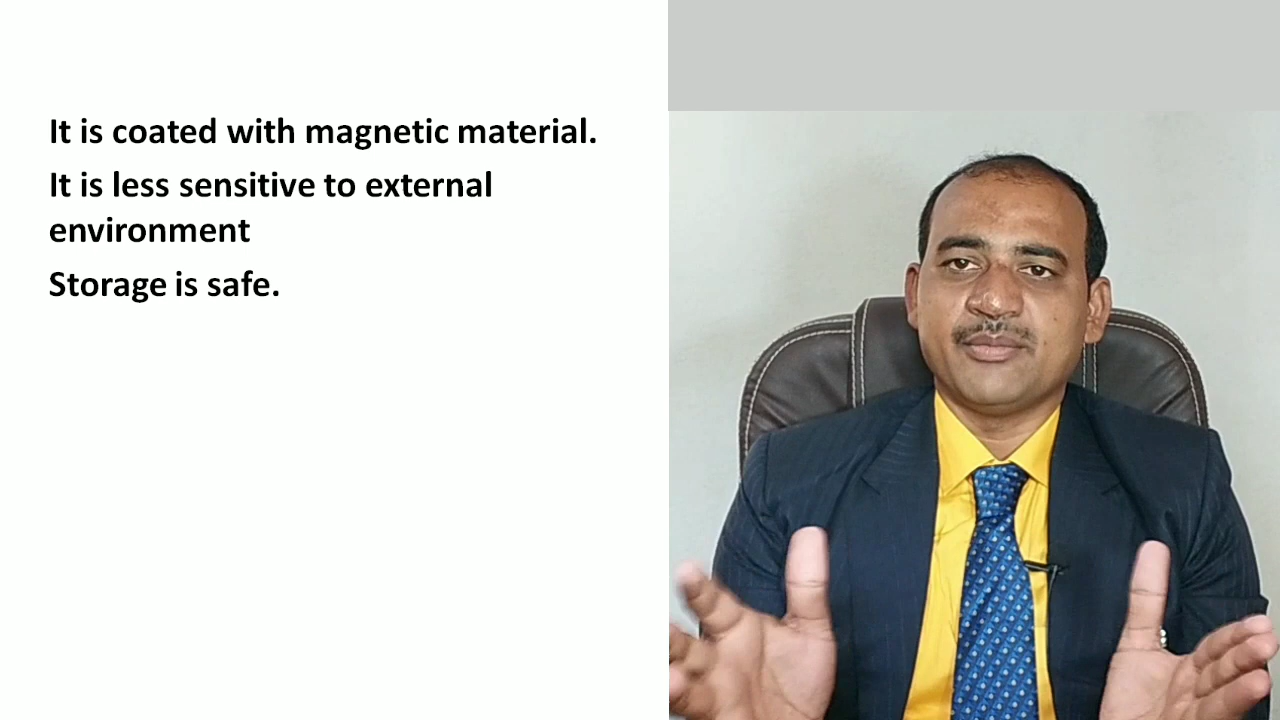 It is coated with magnetic material.
It is less sensitive to external
environment
Storage is safe.